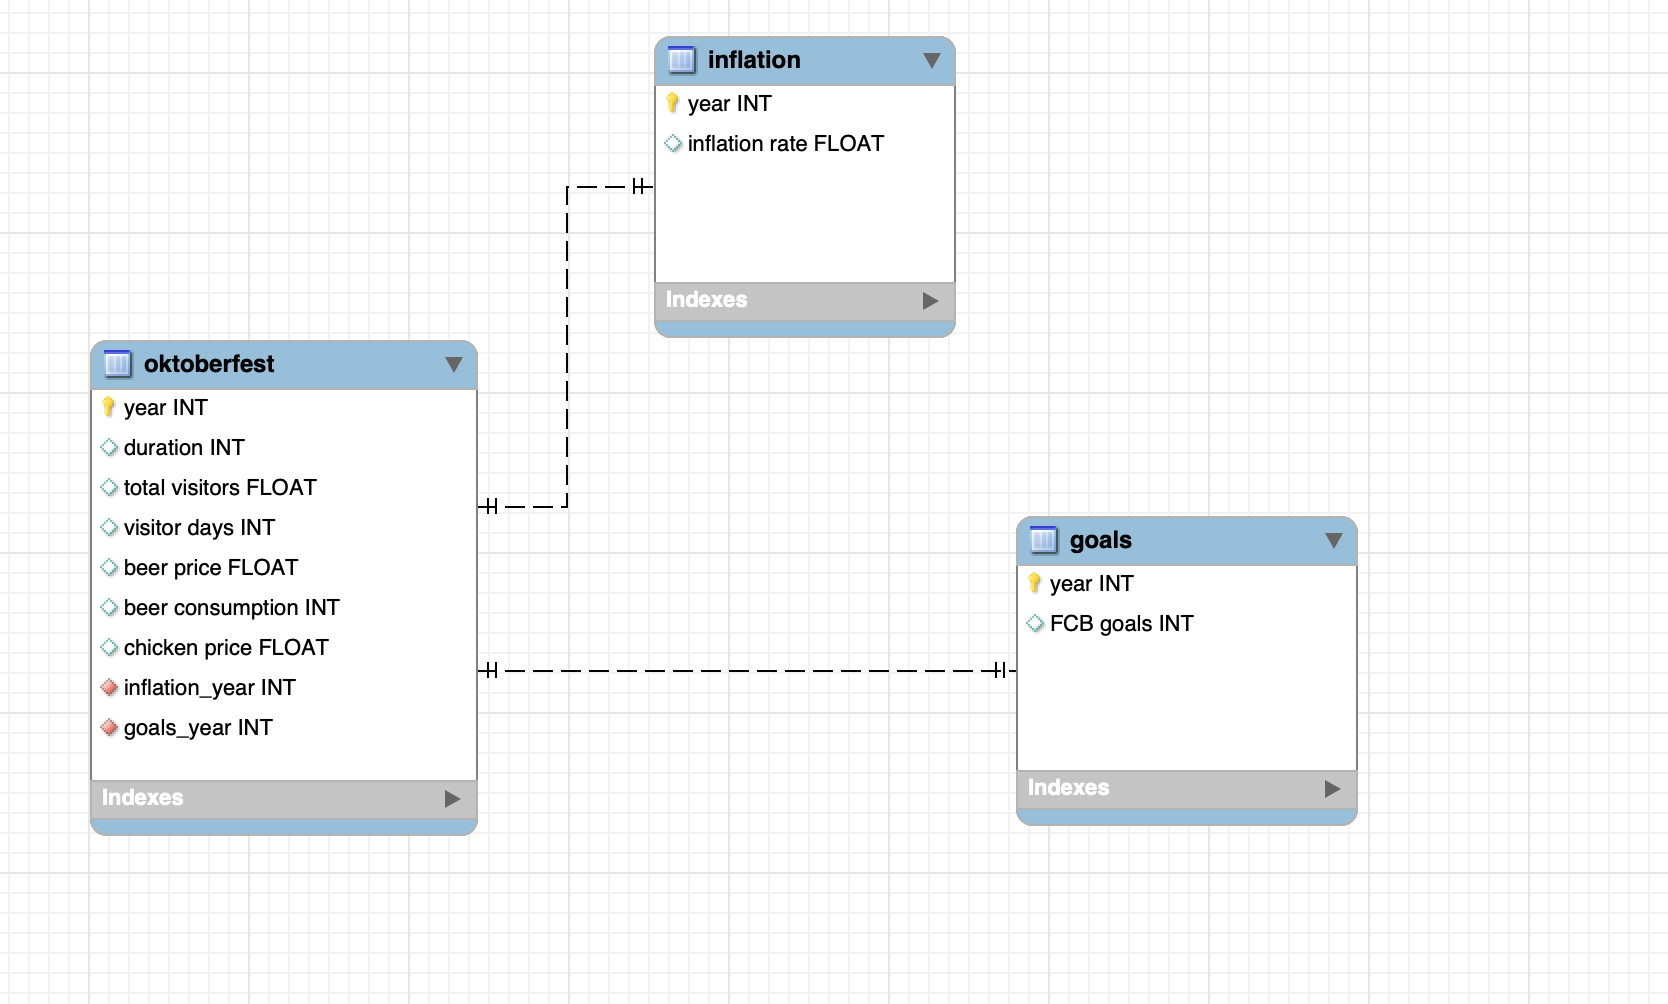 inflation
year INT
inflation rate FLOAT
Indexes
oktoberfest
year INT
duration INT
total visitors FLOAT
visitor days INT
beer price FLOAT
beer consumption INT
chicken price FLOAT
inflation_year INT
goals_year INT
Indexes
goals
year INT
FCB goals INT
Indexes